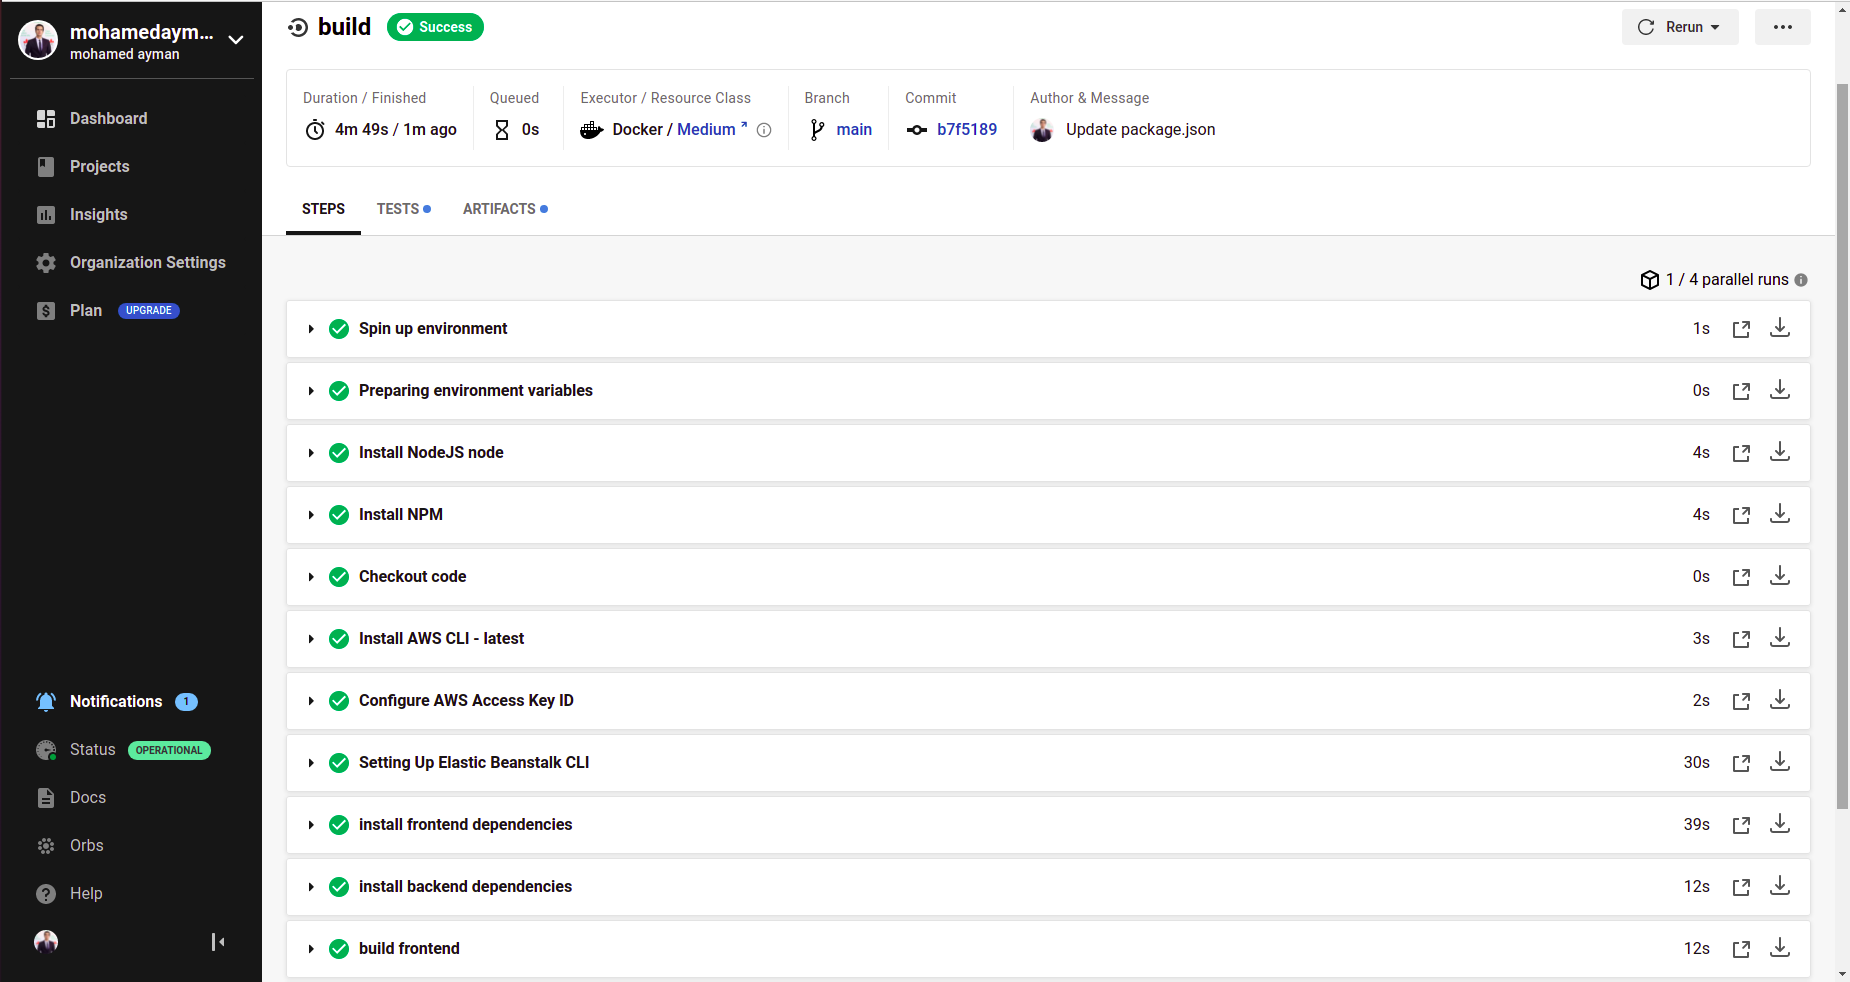 mohamedaym...
mohamed ayman
Dashboard
Projects
Insights
Organization Settings
Plan UPGRADE
Notifications 1
Status OPERATIONAL
Docs
Orbs
Help
build Success
Rerun
Duration / Finished
4m 49s / 1m ago
Queued
0s
Executor / Resource Class
Docker / Medium
Branch
main
Commit
b7f5189
Author & Message
Update package.json
STEPS TESTS ARTIFACTS
1 / 4 parallel runs
Spin up environment 1s
Preparing environment variables 0s
Install NodeJS node 4s
Install NPM 4s
Checkout code 0s
Install AWS CLI - latest 3s
Configure AWS Access Key ID 2s
Setting Up Elastic Beanstalk CLI 30s
install frontend dependencies 39s
install backend dependencies 12s
build frontend 12s